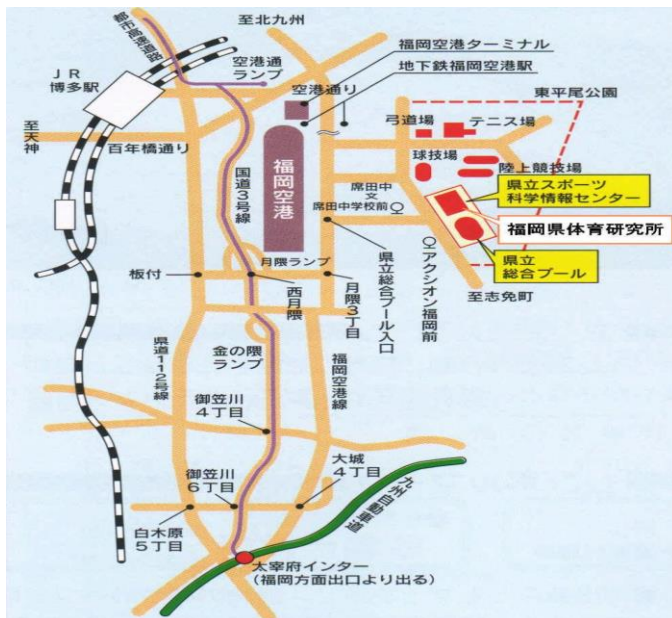 都市高速道路
至北九州
福岡空港ターミナル
地下鉄福岡空港駅
空港通
ランプ
空港通り
JR
博多駅
東平尾公園
弓道場
テニス場
至天神
百年橋通り
国道3号線
福岡空港
球技場
陸上競技場
席田中
文
席田中学校前
県立スポーツ
科学情報センター
福岡県体育研究所
県立
総合プール
アクシオン福岡前
至志免町
月隈ランプ
板付
西月隈
月隈3丁目
県立総合プール入口
県道112号線
金の隈
ランプ
福岡空港線
御笠川
4丁目
大城
4丁目
御笠川
6丁目
九州自動車道
白木原
5丁目
太宰府インター
(福岡方面出口より出る)